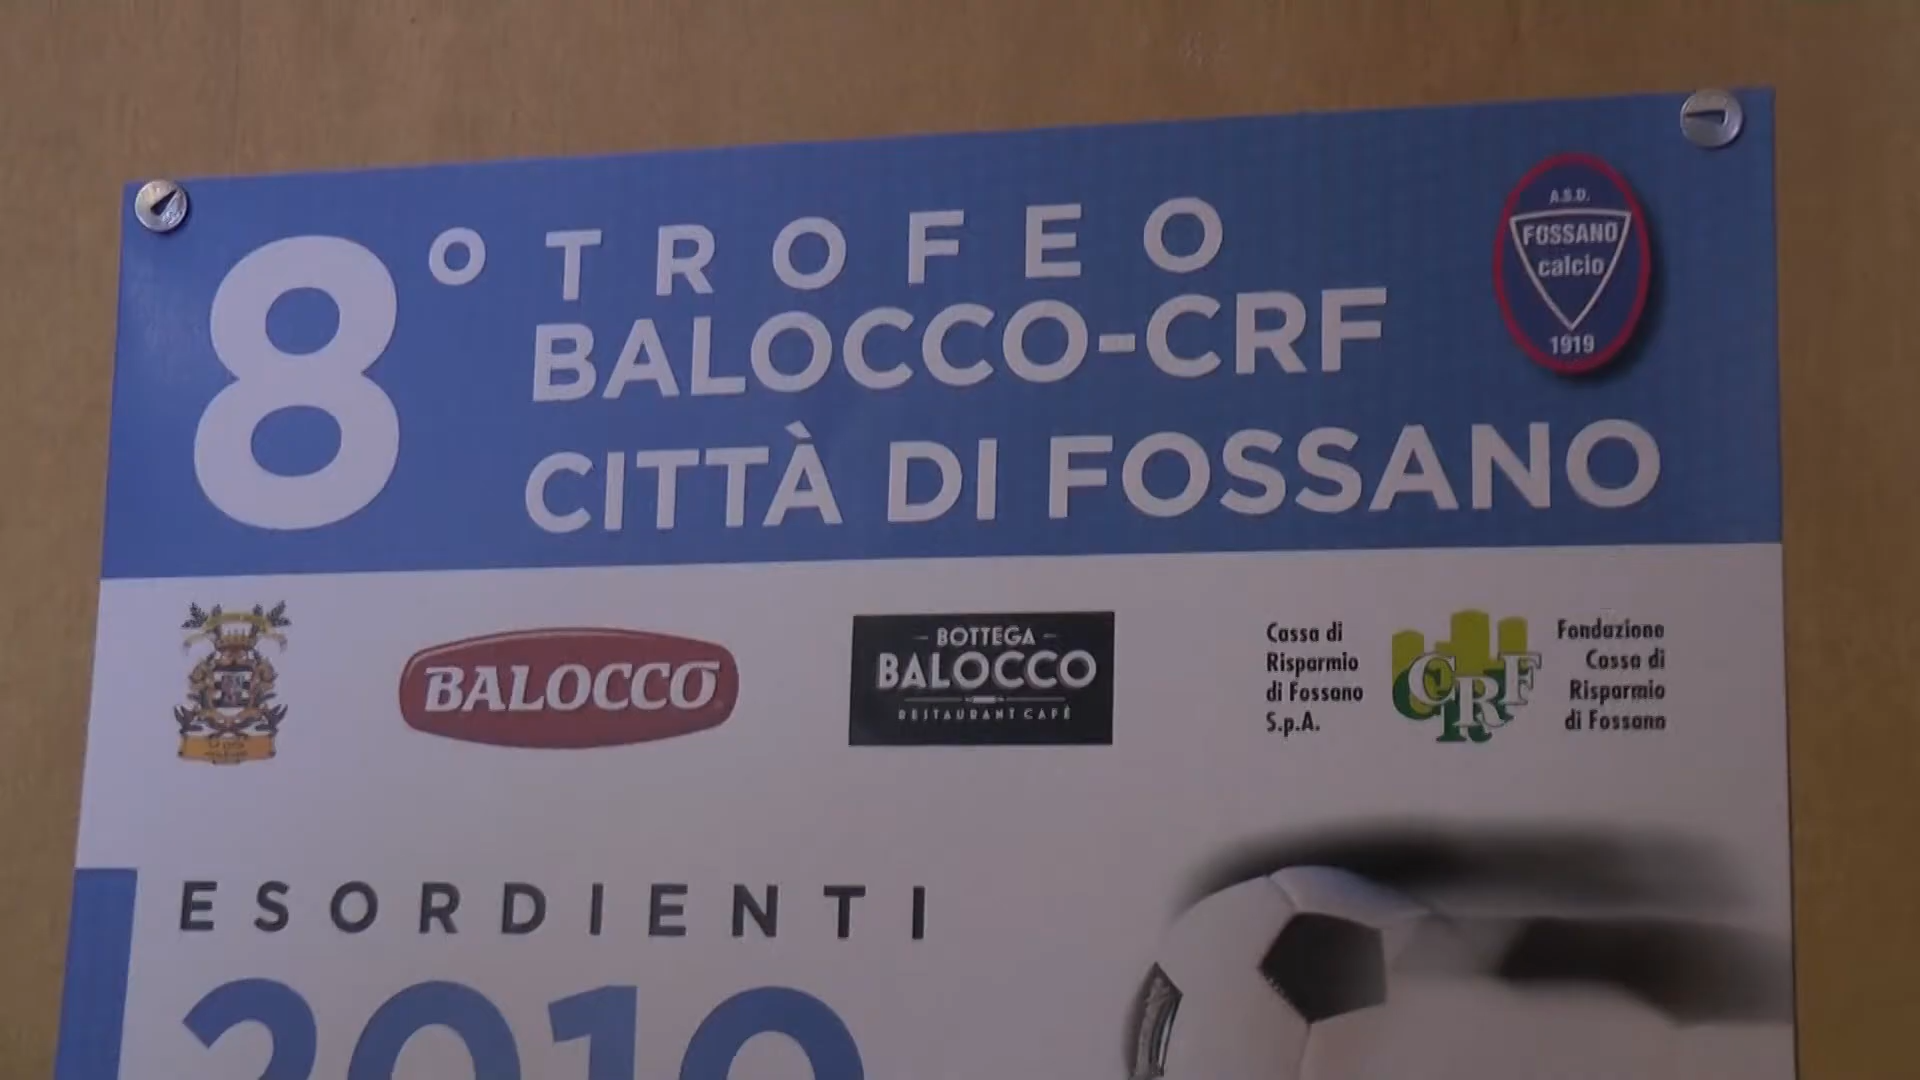 8° TROFEO
BALOCCO-CRF
CITTÀ DI FOSSANO
A.S.D.
FOSSANO
calcio
1919
BALOCCO
BOTTEGA
BALOCCO
RESTAURANT CAFÈ
Cassa di
Risparmio
di Fossano
S.p.A.
CRF
Fondazione
Cassa di
Risparmio
di Fossano
ESORDIENTI